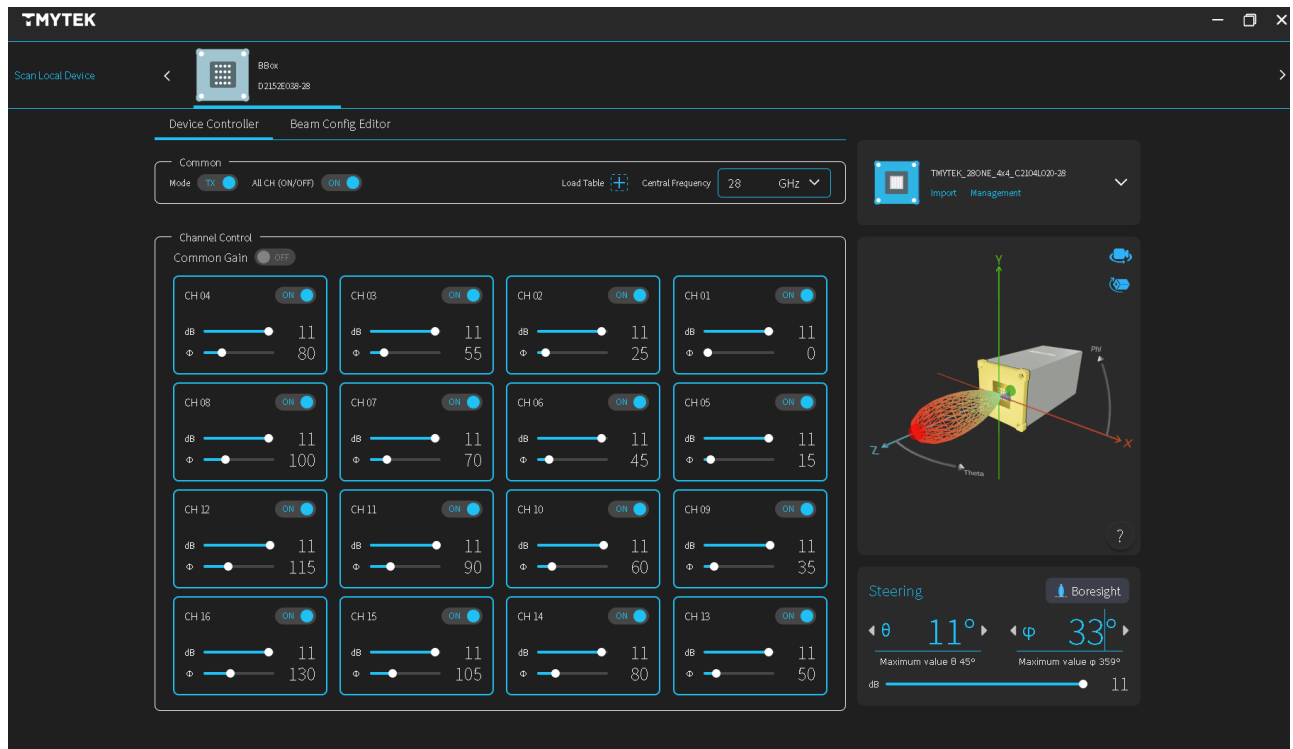 TMYTEK
Scan Local Device
BBox
D2152E038-28
Device Controller Beam Config Editor
Common
Mode TX All CH (ON/OFF) ON Load Table Central Frequency 28 GHz
TMYTEK_28ONE_4x4_C2104L020-28
Import Management
Channel Control
Common Gain OFF
CH 04 ON CH 03 ON CH 02 ON CH 01 ON
dB 11 dB 11 dB 11 dB 11
Φ 80 Φ 55 Φ 25 Φ 0
CH 08 ON CH 07 ON CH 06 ON CH 05 ON
dB 11 dB 11 dB 11 dB 11
Φ 100 Φ 70 Φ 45 Φ 15
CH 12 ON CH 11 ON CH 10 ON CH 09 ON
dB 11 dB 11 dB 11 dB 11
Φ 115 Φ 90 Φ 60 Φ 35
CH 16 ON CH 15 ON CH 14 ON CH 13 ON
dB 11 dB 11 dB 11 dB 11
Φ 130 Φ 105 Φ 80 Φ 50
Y
Phi
X
Z
Theta
?
Steering Boresight
θ 11° φ 33°
Maximum value θ 45° Maximum value φ 359°
dB 11